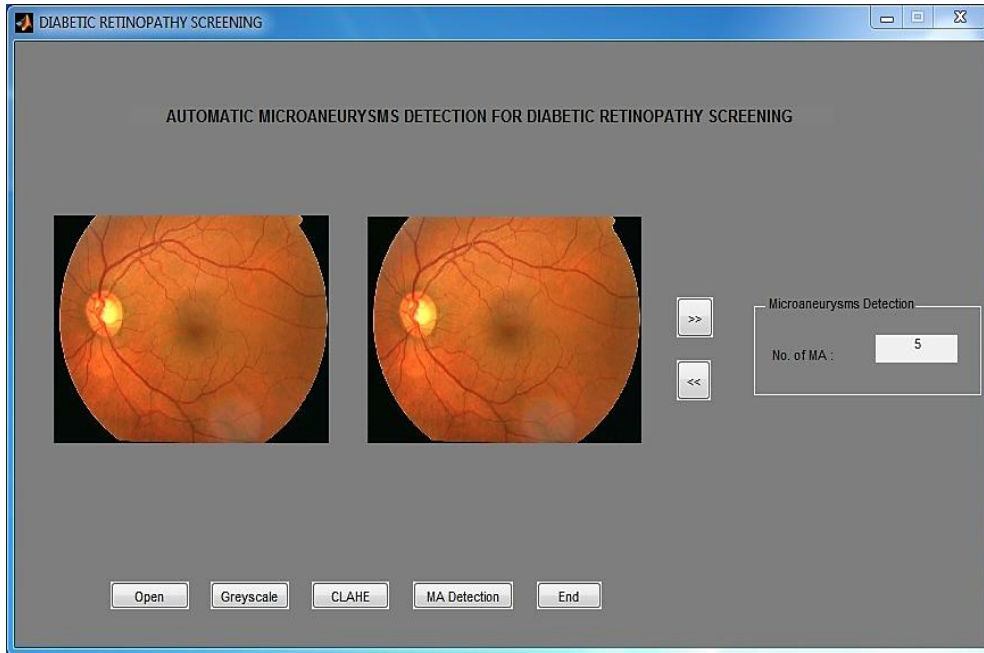 DIABETIC RETINOPATHY SCREENING
AUTOMATIC MICROANEURYSMS DETECTION FOR DIABETIC RETINOPATHY SCREENING
>>
<<
Microaneurysms Detection
No. of MA : 5
Open Greyscale CLAHE MA Detection End